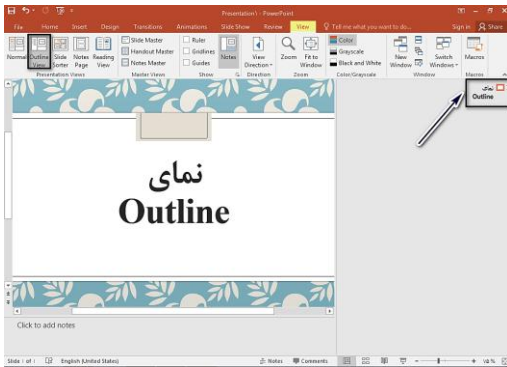 Presentation1 - PowerPoint
File Home Insert Design Transitions Animations Slide Show Review View Tell me what you want to do... Sign in Share
Normal Outline View Slide Sorter Notes Page Reading View
Presentation Views
Slide Master
Handout Master
Notes Master
Master Views
Ruler
Gridlines
Guides
Show
Notes
View Direction
Direction
Zoom Fit to Window
Zoom
Color
Grayscale
Black and White
Color/Grayscale
New Window Switch Windows
Window
Macros
Macros
نمای
Outline
نمای
Outline
Click to add notes
Slide 1 of 1 English (United States) Notes Comments ۷۵ %